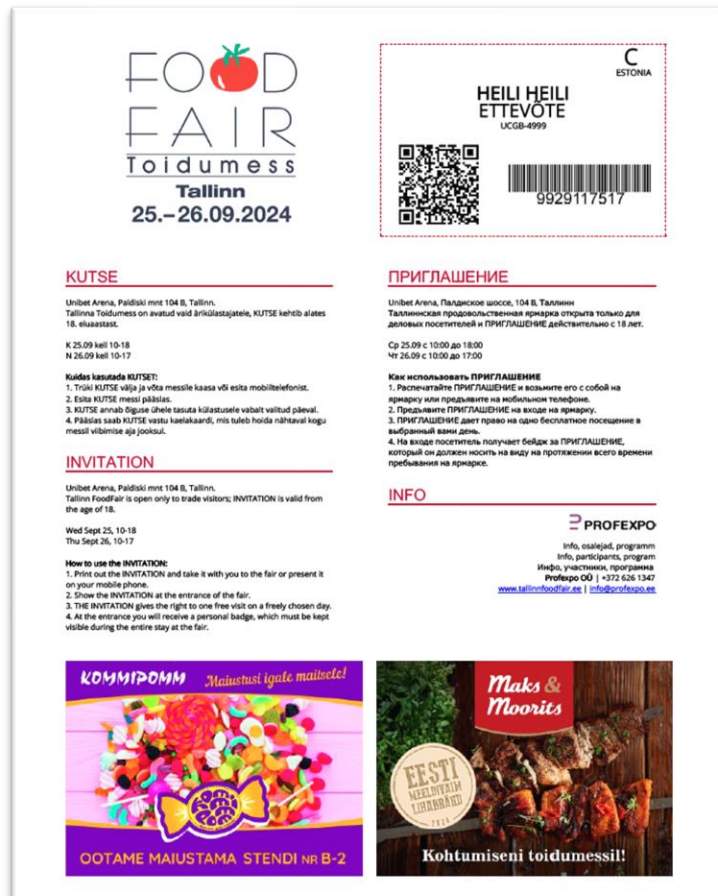 FOOD
FAIR
Toidumess
Tallinn
25.–26.09.2024
C
ESTONIA
HEILI HEILI
ETTEVÕTE
UCGB-4999
9929117517
KUTSE
Unibet Arena, Paldiski mnt 104 B, Tallinn.
Tallinna Toidumess on avatud vaid ärikülastajatele, KUTSE kehtib alates
18. eluaastast.
K 25.09 kell 10-18
N 26.09 kell 10-17
Kuidas kasutada KUTSET:
1. Trüki KUTSE välja ja võta messile kaasa või esita mobiiltelefonist.
2. Esita KUTSE messi pääslas.
3. KUTSE annab õiguse ühele tasuta külastusele vabalt valitud päeval.
4. Pääslas saab KUTSE vastu kaelakaardi, mis tuleb hoida nähtaval kogu
messil viibimise aja jooksul.
INVITATION
Unibet Arena, Paldiski mnt 104 B, Tallinn.
Tallinn FoodFair is open only to trade visitors; INVITATION is valid from
the age of 18.
Wed Sept 25, 10-18
Thu Sept 26, 10-17
How to use the INVITATION:
1. Print out the INVITATION and take it with you to the fair or present it
on your mobile phone.
2. Show the INVITATION at the entrance of the fair.
3. THE INVITATION gives the right to one free visit on a freely chosen day.
4. At the entrance you will receive a personal badge, which must be kept
visible during the entire stay at the fair.
ПРИГЛАШЕНИЕ
Unibet Arena, Палдиское шоссе, 104 B, Таллинн
Таллиннская продовольственная ярмарка открыта только для
деловых посетителей и ПРИГЛАШЕНИЕ действительно с 18 лет.
Ср 25.09 с 10:00 до 18:00
Чт 26.09 с 10:00 до 17:00
Как использовать ПРИГЛАШЕНИЕ
1. Распечатайте ПРИГЛАШЕНИЕ и возьмите его с собой на
ярмарку или предъявите на мобильном телефоне.
2. Предъявите ПРИГЛАШЕНИЕ на входе на ярмарку.
3. ПРИГЛАШЕНИЕ дает право на одно бесплатное посещение в
выбранный вами день.
4. На входе посетитель получает бейдж за ПРИГЛАШЕНИЕ,
который он должен носить на виду на протяжении всего времени
пребывания на ярмарке.
INFO
PROFEXPO
Info, osalejad, programm
Info, participants, program
Инфо, участники, программа
Profexpo OÜ | +372 626 1347
www.tallinnfoodfair.ee | info@profexpo.ee
KOMMIPOMM
Maiustusi igale maitsele!
kommipomm
OOTAME MAIUSTAMA STENDI NR B-2
Maks &
Moorits
EESTI
MEELDIVAIM
LIHABRÄND
2024
Kohtumiseni toidumessil!